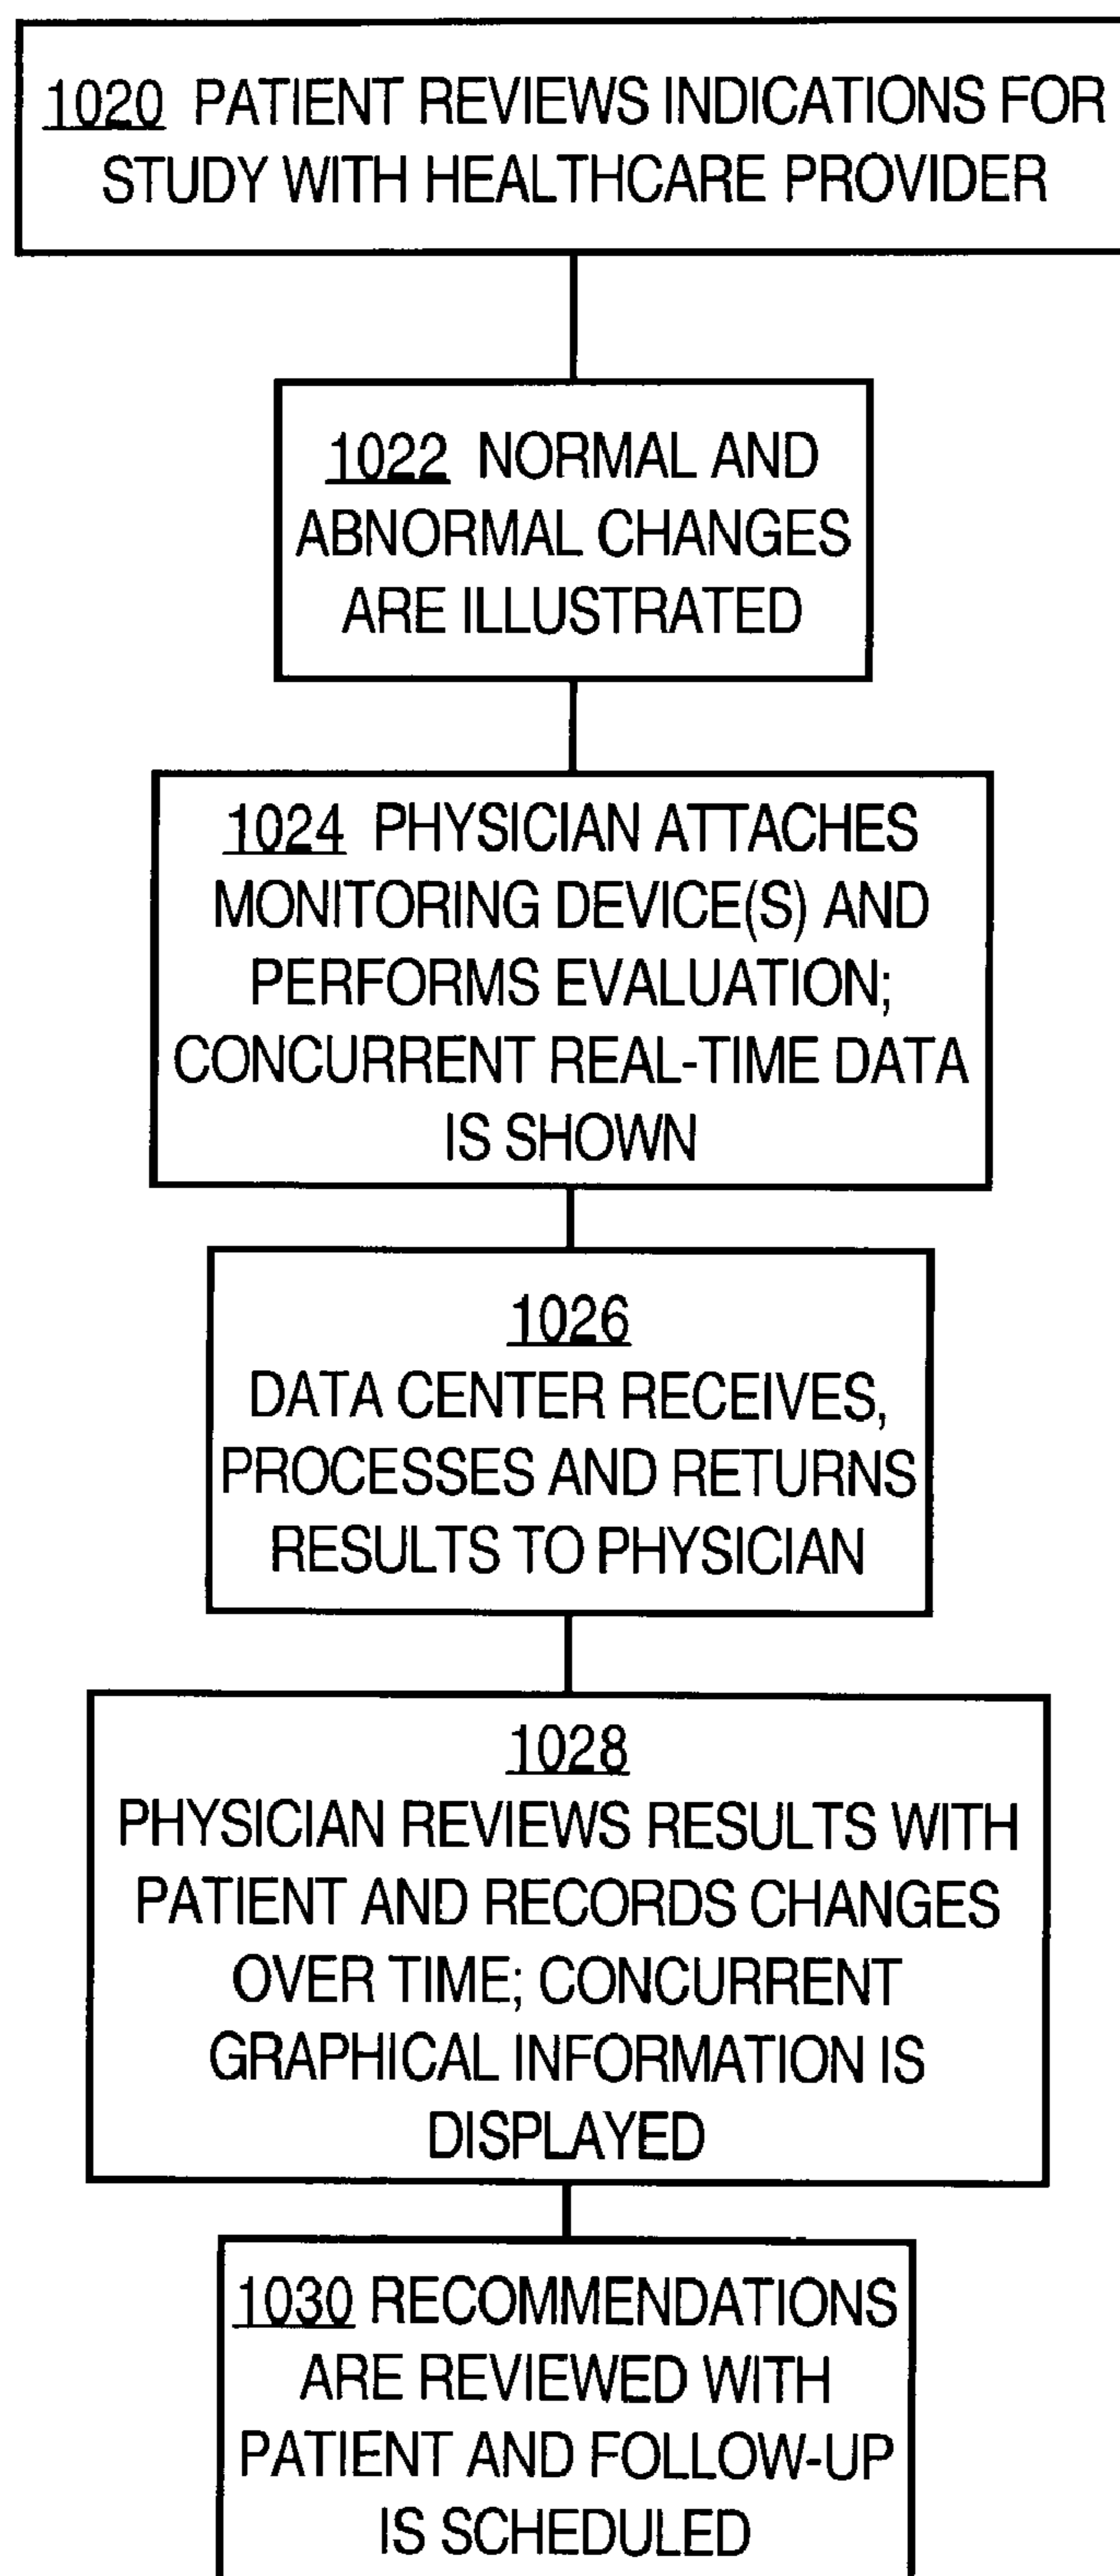 1020 PATIENT REVIEWS INDICATIONS FOR
STUDY WITH HEALTHCARE PROVIDER
1022 NORMAL AND
ABNORMAL CHANGES
ARE ILLUSTRATED
1024 PHYSICIAN ATTACHES
MONITORING DEVICE(S) AND
PERFORMS EVALUATION;
CONCURRENT REAL-TIME DATA
IS SHOWN
1026
DATA CENTER RECEIVES,
PROCESSES AND RETURNS
RESULTS TO PHYSICIAN
1028
PHYSICIAN REVIEWS RESULTS WITH
PATIENT AND RECORDS CHANGES
OVER TIME; CONCURRENT
GRAPHICAL INFORMATION IS
DISPLAYED
1030 RECOMMENDATIONS
ARE REVIEWED WITH
PATIENT AND FOLLOW-UP
IS SCHEDULED